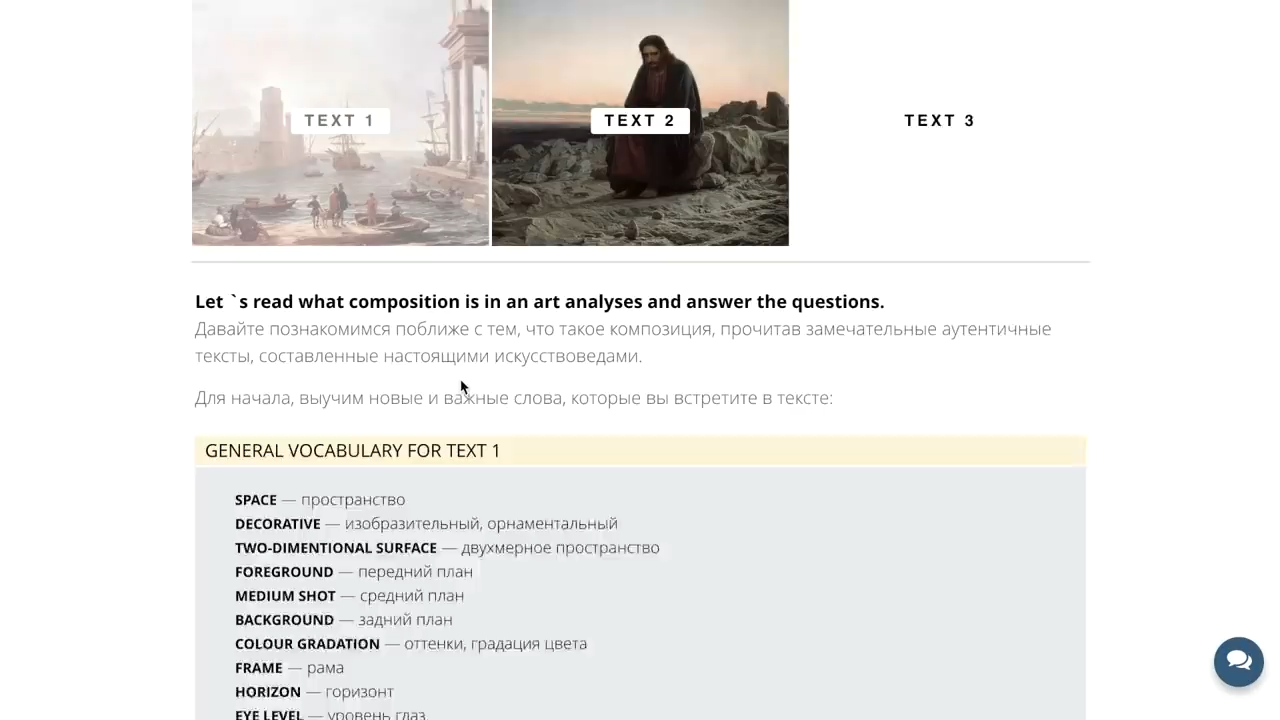 TEXT 1
TEXT 2
TEXT 3
Let `s read what composition is in an art analyses and answer the questions.
Давайте познакомимся поближе с тем, что такое композиция, прочитав замечательные аутентичные
тексты, составленные настоящими искусствоведами.
Для начала, выучим новые и важные слова, которые вы встретите в тексте:
GENERAL VOCABULARY FOR TEXT 1
SPACE — пространство
DECORATIVE — изобразительный, орнаментальный
TWO-DIMENTIONAL SURFACE — двухмерное пространство
FOREGROUND — передний план
MEDIUM SHOT — средний план
BACKGROUND — задний план
COLOUR GRADATION — оттенки, градация цвета
FRAME — рама
HORIZON — горизонт
EYE LEVEL — уровень глаз